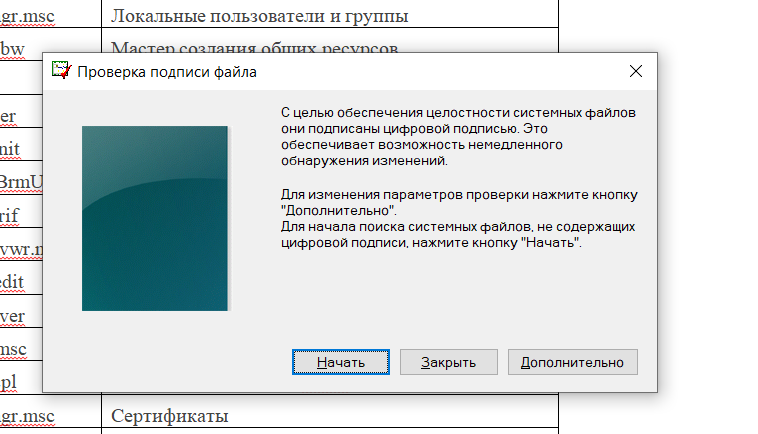 gr.msc Локальные пользователи и группы
bw Мастер создания общих ресурсов
Проверка подписи файла
С целью обеспечения целостности системных файлов
они подписаны цифровой подписью. Это
обеспечивает возможность немедленного
обнаружения изменений.
Для изменения параметров проверки нажмите кнопку
"Дополнительно".
Для начала поиска системных файлов, не содержащих
цифровой подписи, нажмите кнопку "Начать".
er
nit
BrmU
rif
vwr.m
edit
ver
msc
pl
Начать Закрыть Дополнительно
gr.msc Сертификаты